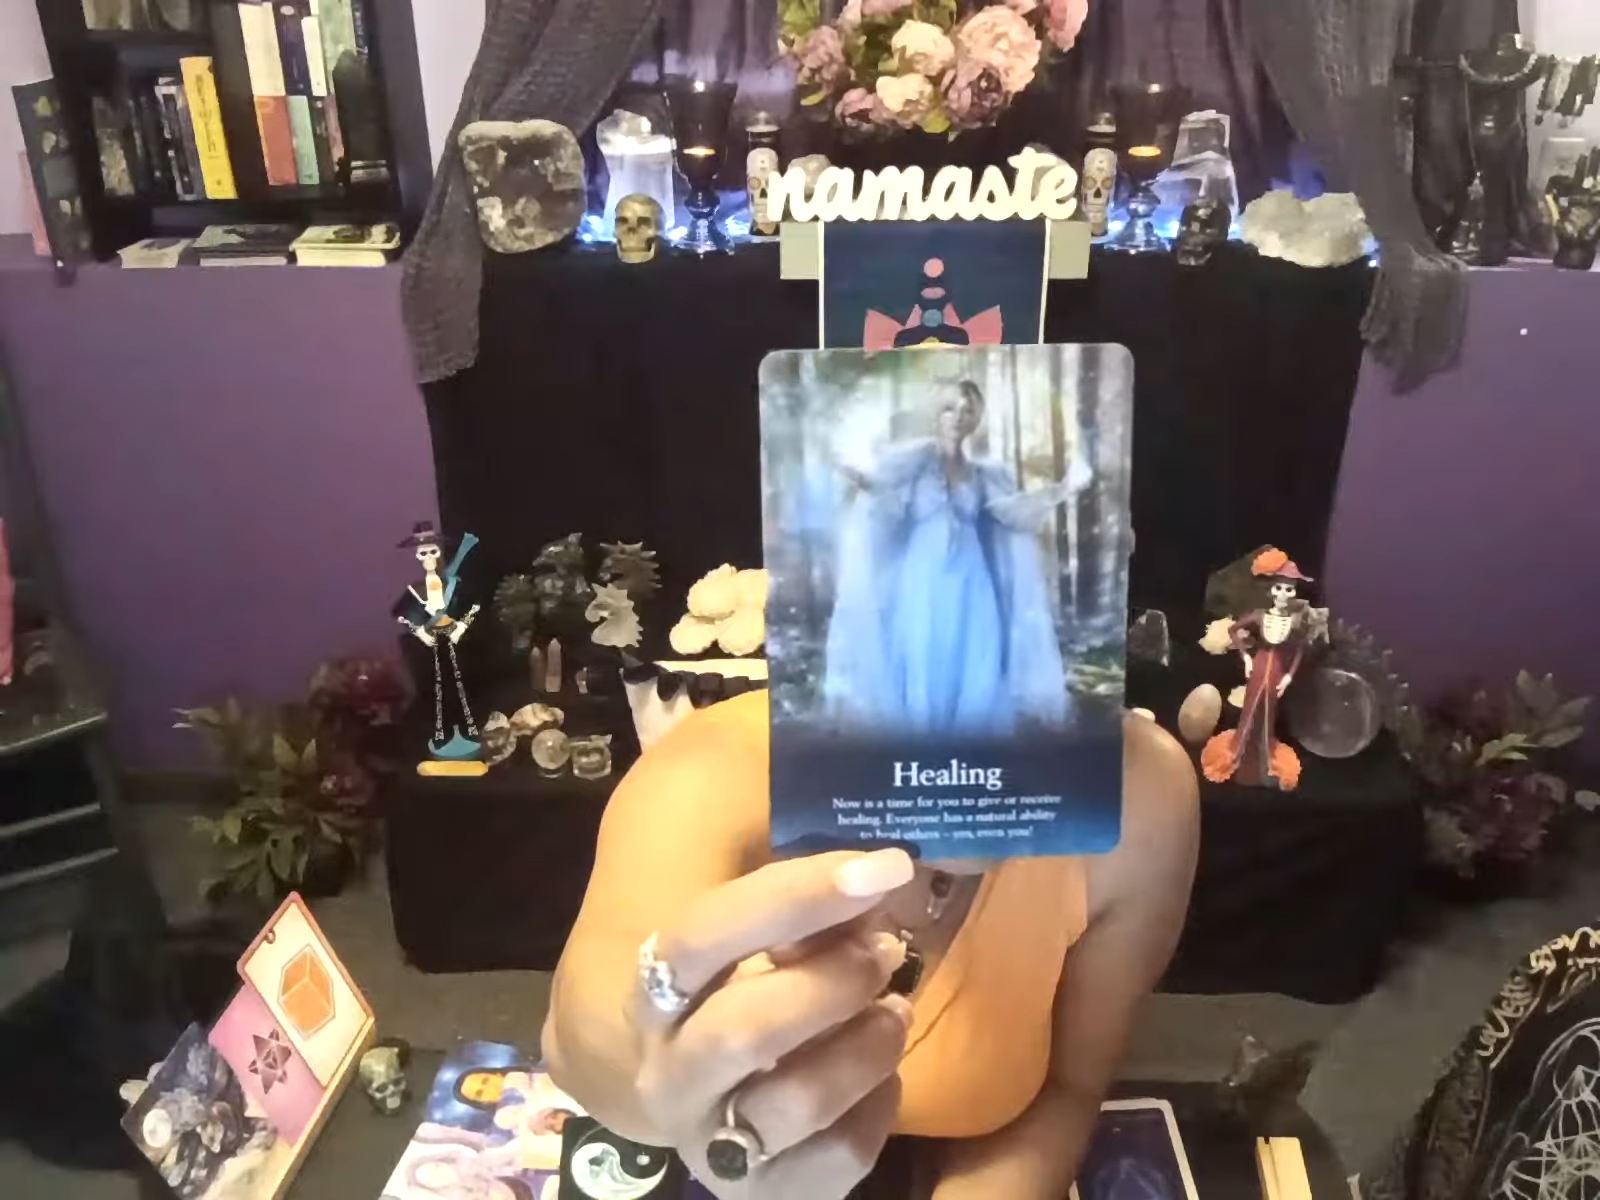 namaste
Healing
Now is a time for you to give or receive
healing. Everyone has a natural ability
to heal others – yes, even you!